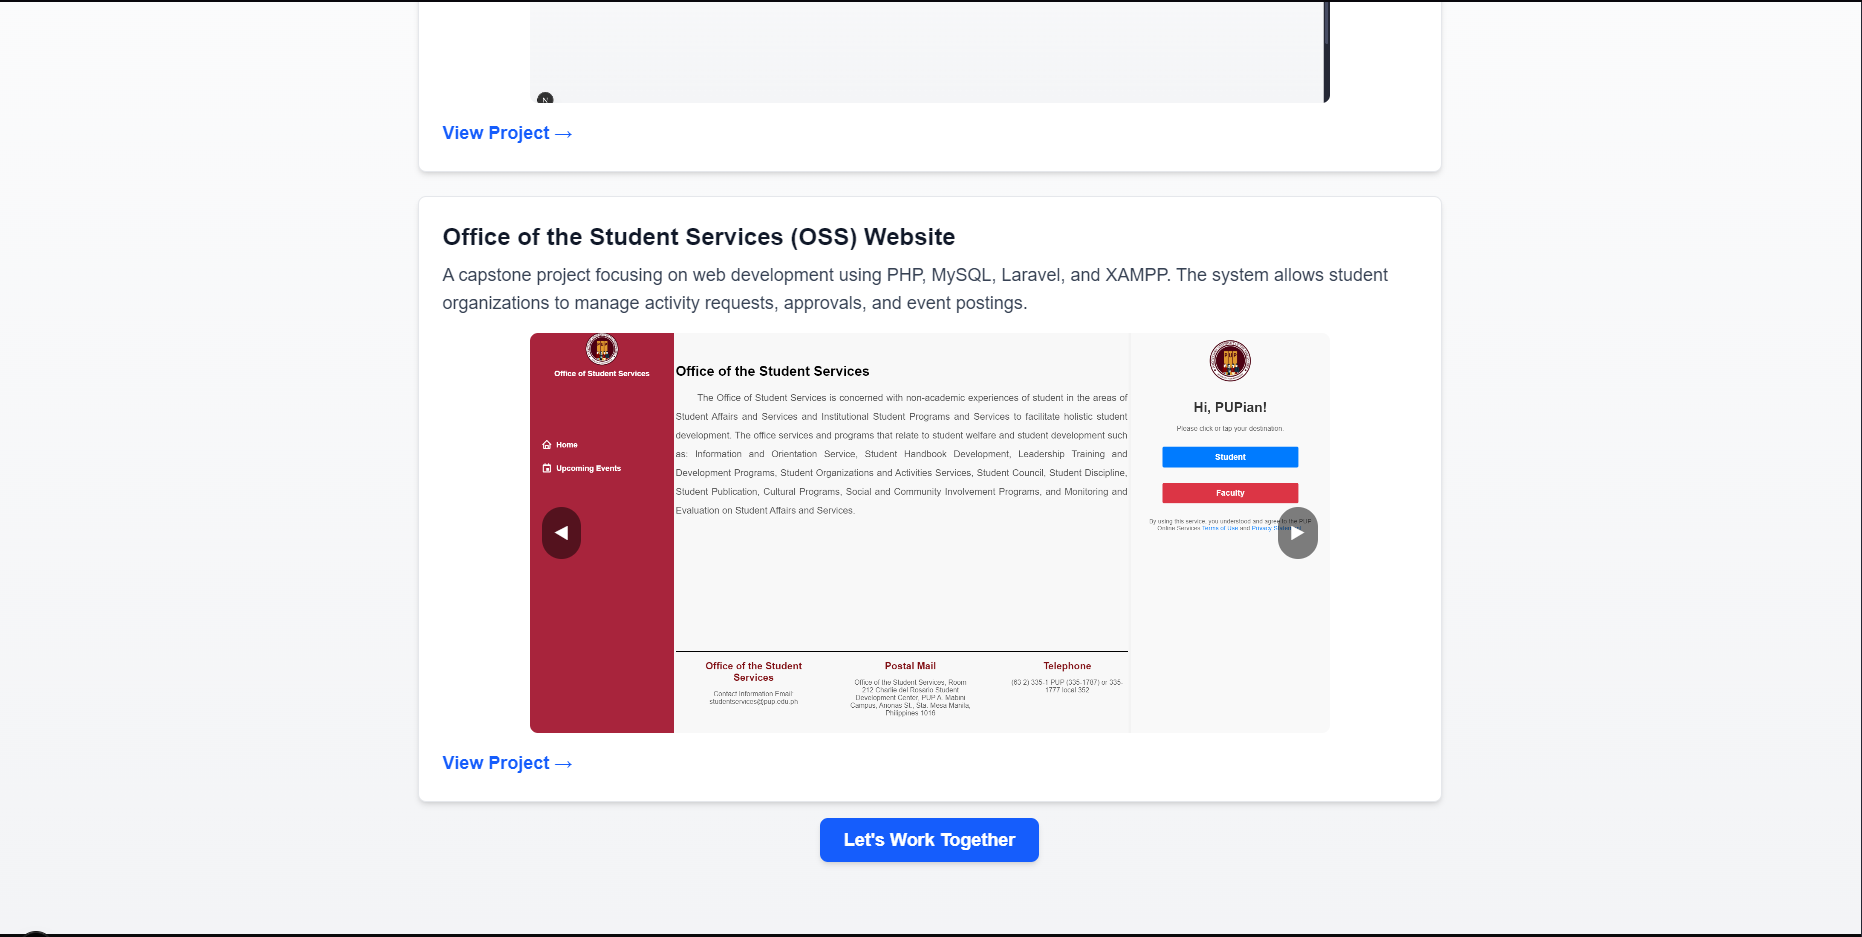 N
View Project →
Office of the Student Services (OSS) Website
A capstone project focusing on web development using PHP, MySQL, Laravel, and XAMPP. The system allows student
organizations to manage activity requests, approvals, and event postings.
Office of Student Services
Home
Upcoming Events
Office of the Student Services
The Office of Student Services is concerned with non-academic experiences of student in the areas of
Student Affairs and Services and Institutional Student Programs and Services to facilitate holistic student
development. The office services and programs that relate to student welfare and student development such
as: Information and Orientation Service, Student Handbook Development, Leadership Training and
Development Programs, Student Organizations and Activities Services, Student Council, Student Discipline,
Student Publication, Cultural Programs, Social and Community Involvement Programs, and Monitoring and
Evaluation on Student Affairs and Services.
Office of the Student
Services
Contact Information Email:
studentservices@pup.edu.ph
Postal Mail
Office of the Student Services, Room
212 Charlie del Rosario Student
Development Center, PUP A. Mabini
Campus, Anonas St., Sta. Mesa Manila,
Philippines 1016
Telephone
(63 2) 335-1 PUP (335-1787) or 335-
1777 local 352
PUP
Hi, PUPian!
Please click or tap your destination.
Student
Faculty
By using this service, you understood and agree to the PUP
Online Services Terms of Use and Privacy
View Project →
Let's Work Together